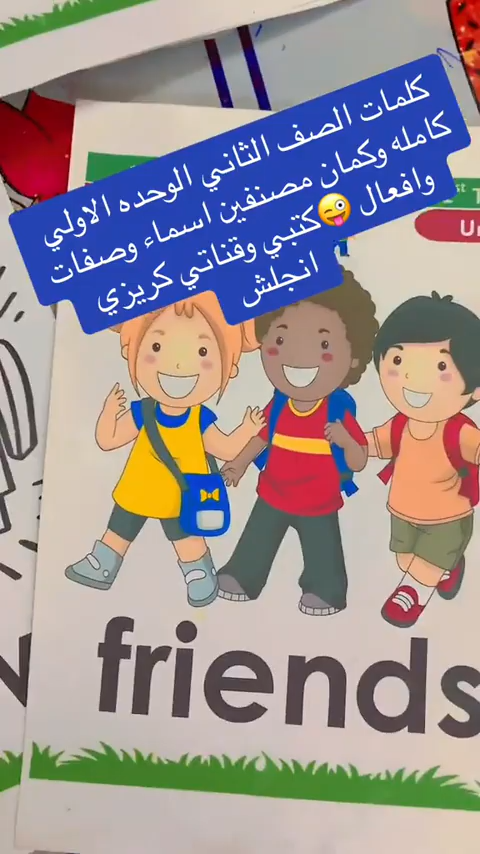 كلمات الصف الثاني الوحده الاولي
كامله وكمان مصنفين اسماء وصفات
وافعال 😜كتبي وقناتي كريزي
انجلش
friends